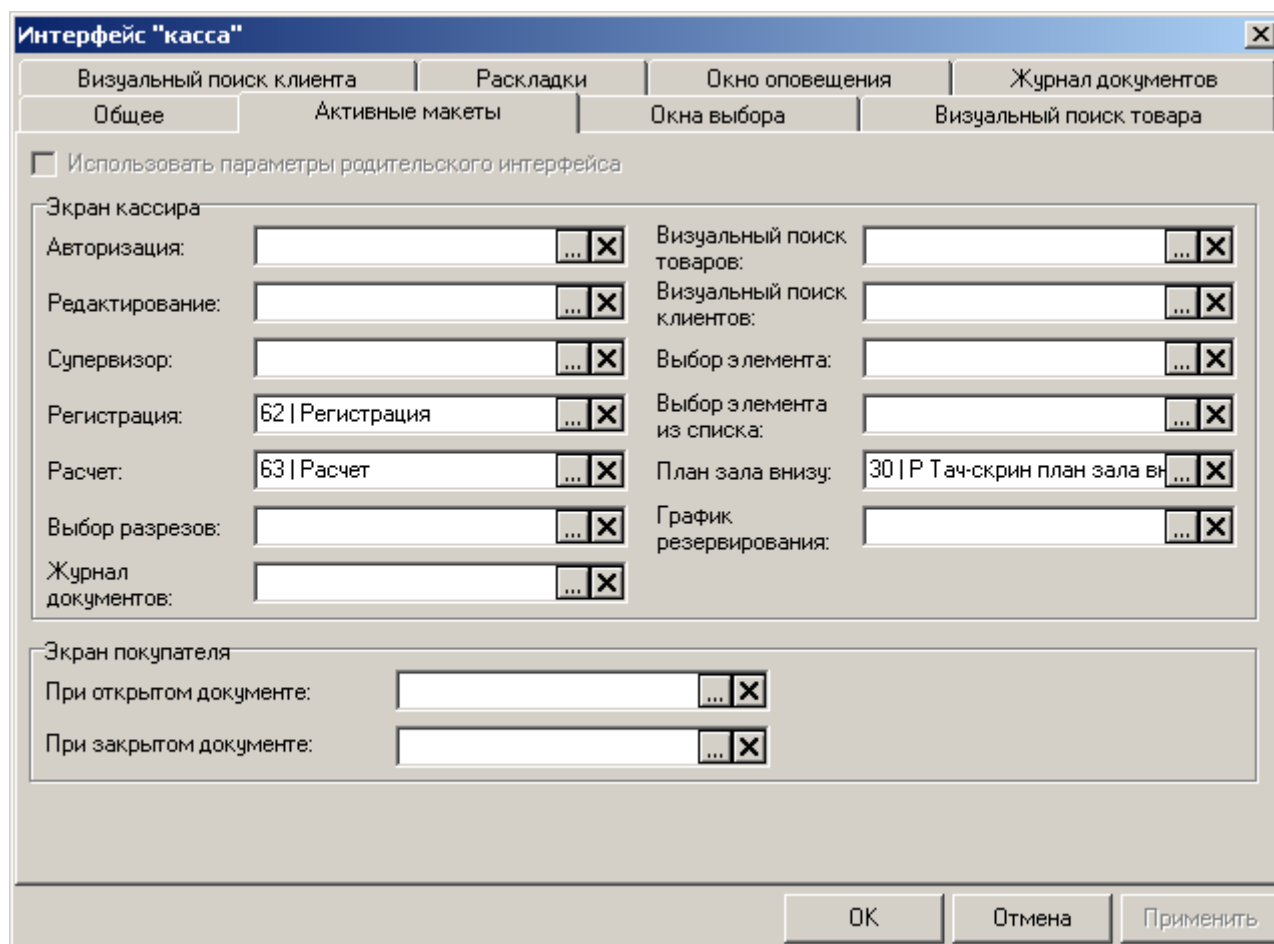 Интерфейс "касса"
Визуальный поиск клиента
Раскладки
Окно оповещения
Журнал документов
Общее
Активные макеты
Окна выбора
Визуальный поиск товара
Использовать параметры родительского интерфейса
Экран кассира
Авторизация:
...
Редактирование:
...
Супервизор:
...
Регистрация:
62 | Регистрация
...
Расчет:
63 | Расчет
...
Выбор разрезов:
...
Журнал
документов:
...
Визуальный поиск
товаров:
...
Визуальный поиск
клиентов:
...
Выбор элемента:
...
Выбор элемента
из списка:
...
План зала внизу:
30 | Р Тач-скрин план зала вн
...
График
резервирования:
...
Экран покупателя
При открытом документе:
...
При закрытом документе:
...
ОК
Отмена
Применить